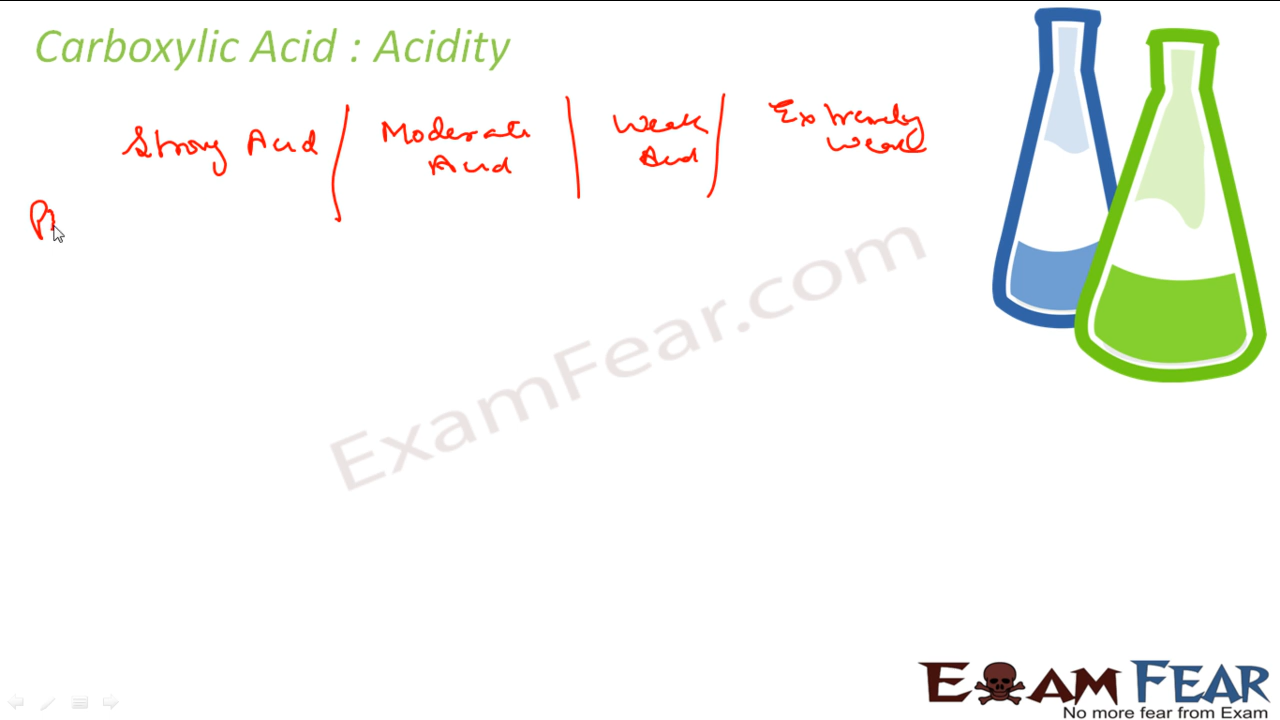 Carboxylic Acid : Acidity
Strong Acid Moderate Acid Weak Acid Extremely Weak
P
ExamFear.com
EXAM FEAR
No more fear from Exam